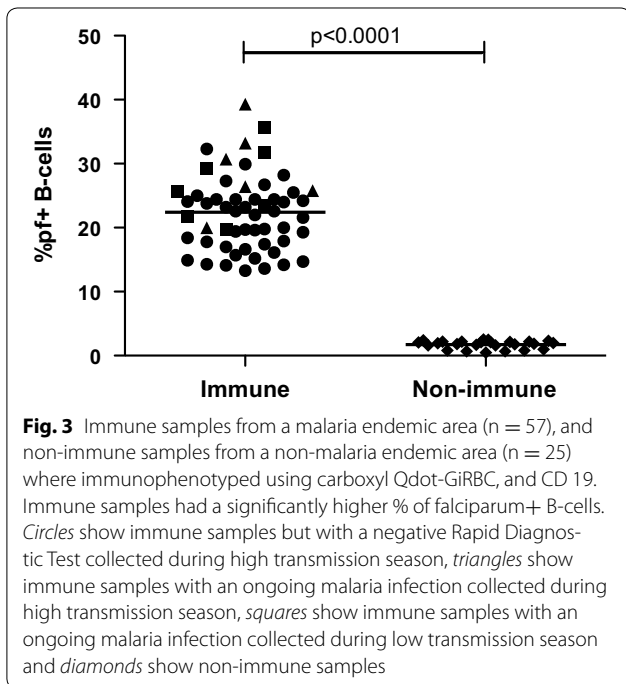 p<0.0001
50
40
30
20
10
0
%pf+ B-cells
Immune
Non-immune
Fig. 3 Immune samples from a malaria endemic area (n = 57), and
non-immune samples from a non-malaria endemic area (n = 25)
where immunophenotyped using carboxyl Qdot-GiRBC, and CD 19.
Immune samples had a significantly higher % of falciparum+ B-cells.
Circles show immune samples but with a negative Rapid Diagnos-
tic Test collected during high transmission season, triangles show
immune samples with an ongoing malaria infection collected during
high transmission season, squares show immune samples with an
ongoing malaria infection collected during low transmission season
and diamonds show non-immune samples